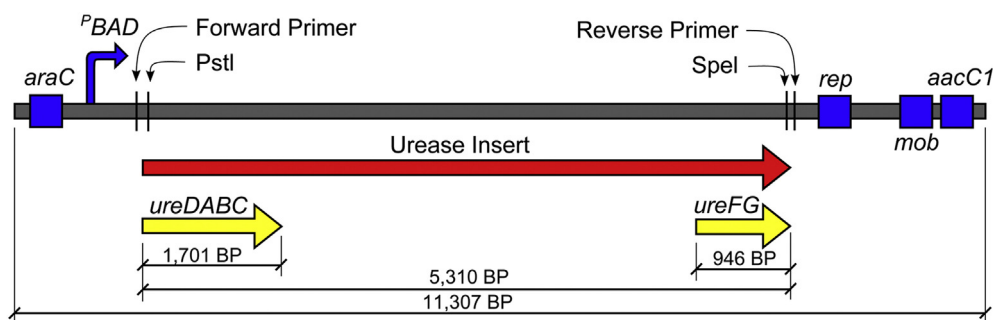 PBAD
Forward Primer
Reverse Primer
araC
PstI
SpeI
rep
aacC1
mob
Urease Insert
ureDABC
ureFG
1,701 BP
946 BP
5,310 BP
11,307 BP